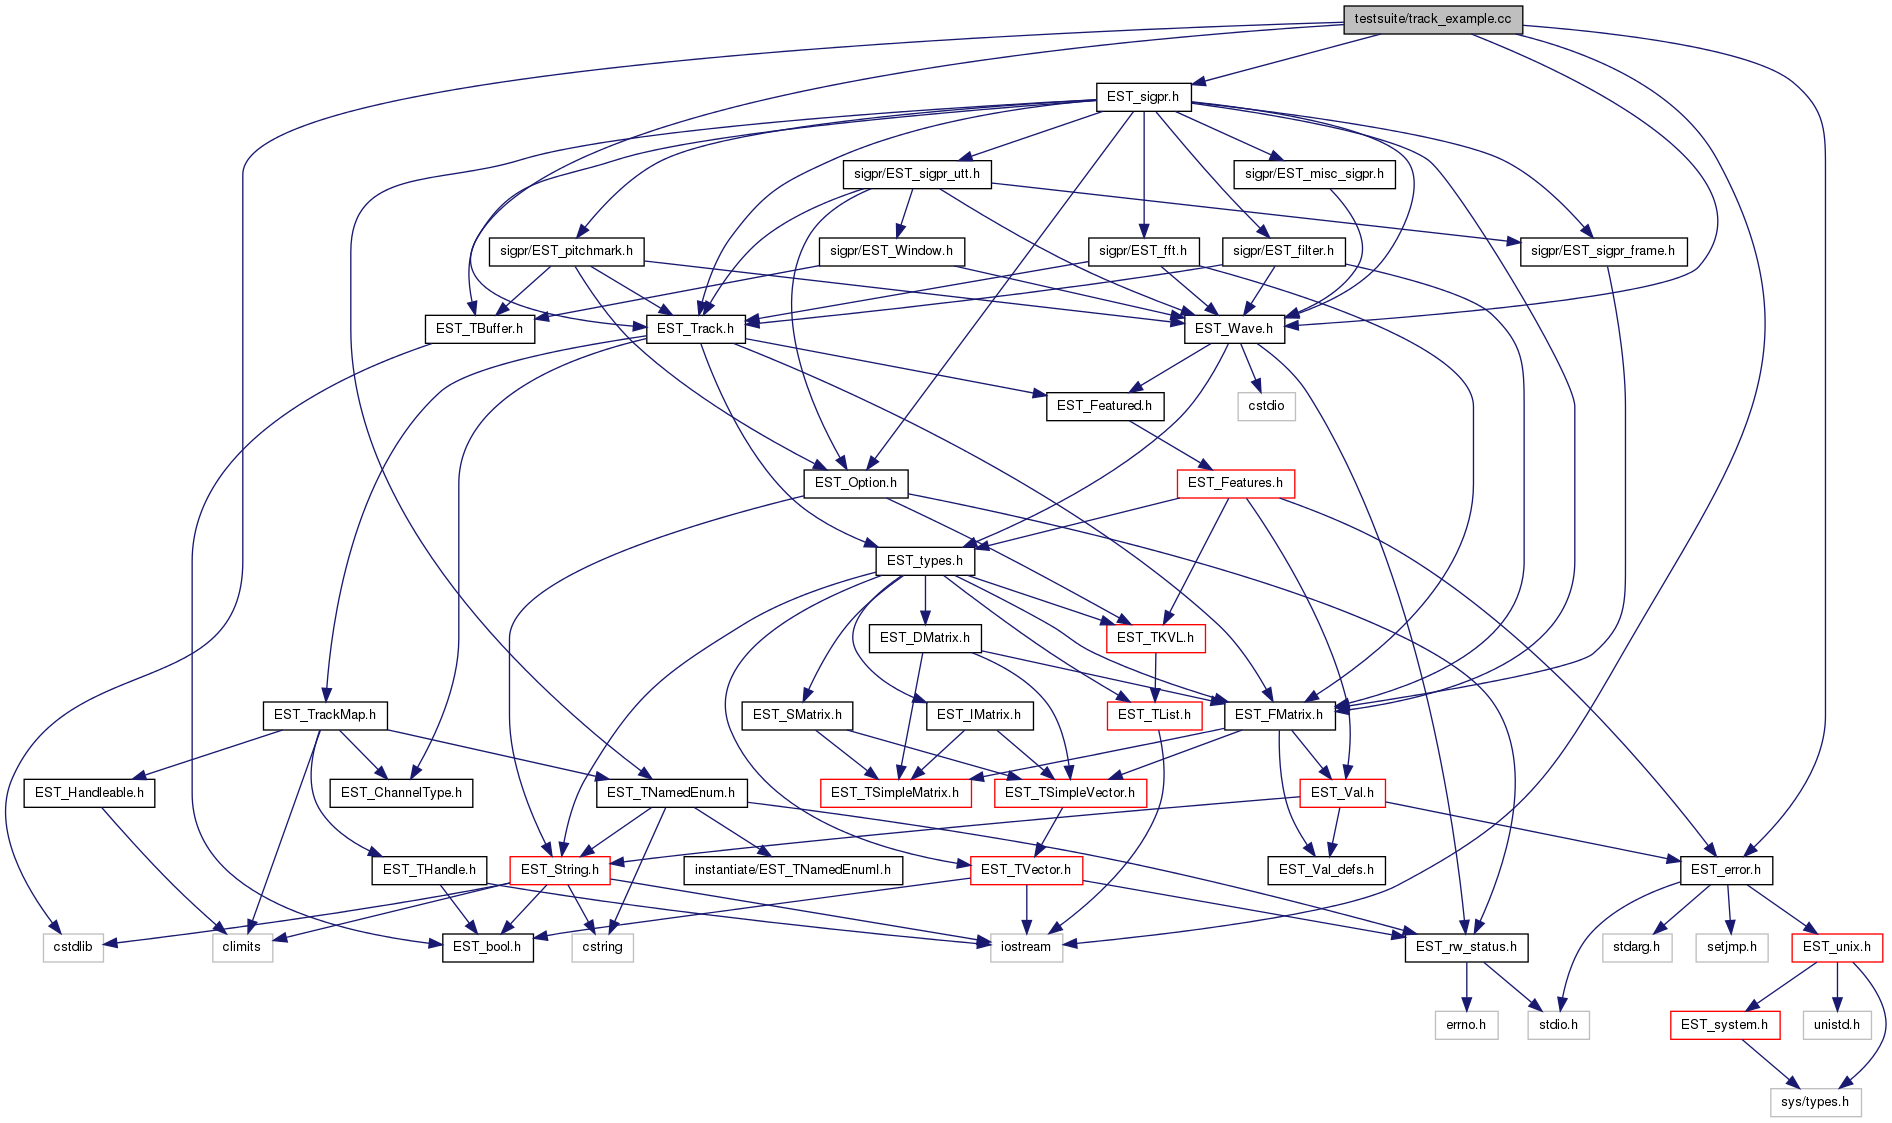 testsuite/track_example.cc
EST_sigpr.h
sigpr/EST_sigpr_utt.h
sigpr/EST_misc_sigpr.h
sigpr/EST_pitchmark.h
sigpr/EST_Window.h
sigpr/EST_fft.h
sigpr/EST_filter.h
sigpr/EST_sigpr_frame.h
EST_TBuffer.h
EST_Track.h
EST_Wave.h
EST_Featured.h
cstdio
EST_Option.h
EST_Features.h
EST_types.h
EST_DMatrix.h
EST_TKVL.h
EST_TrackMap.h
EST_SMatrix.h
EST_IMatrix.h
EST_TList.h
EST_FMatrix.h
EST_Handleable.h
EST_ChannelType.h
EST_TNamedEnum.h
EST_TSimpleMatrix.h
EST_TSimpleVector.h
EST_Val.h
EST_THandle.h
EST_String.h
instantiate/EST_TNamedEnumI.h
EST_TVector.h
EST_Val_defs.h
EST_error.h
cstdlib
climits
EST_bool.h
cstring
iostream
EST_rw_status.h
stdarg.h
setjmp.h
EST_unix.h
errno.h
stdio.h
EST_system.h
unistd.h
sys/types.h